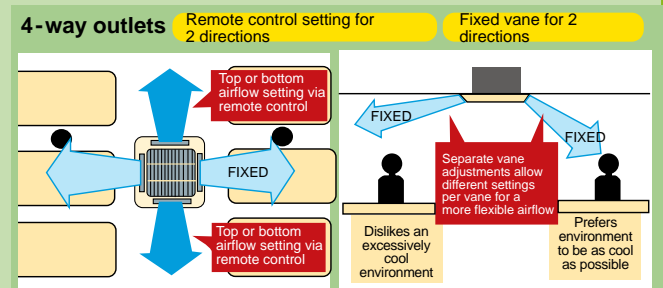 4-way outlets
Remote control setting for
2 directions
Fixed vane for 2
directions
Top or bottom
airflow setting via
remote control
FIXED
Top or bottom
airflow setting via
remote control
FIXED
FIXED
Separate vane
adjustments allow
different settings
per vane for a
more flexible airflow
Dislikes an
excessively
cool
environment
Prefers
environment
to be as cool
as possible